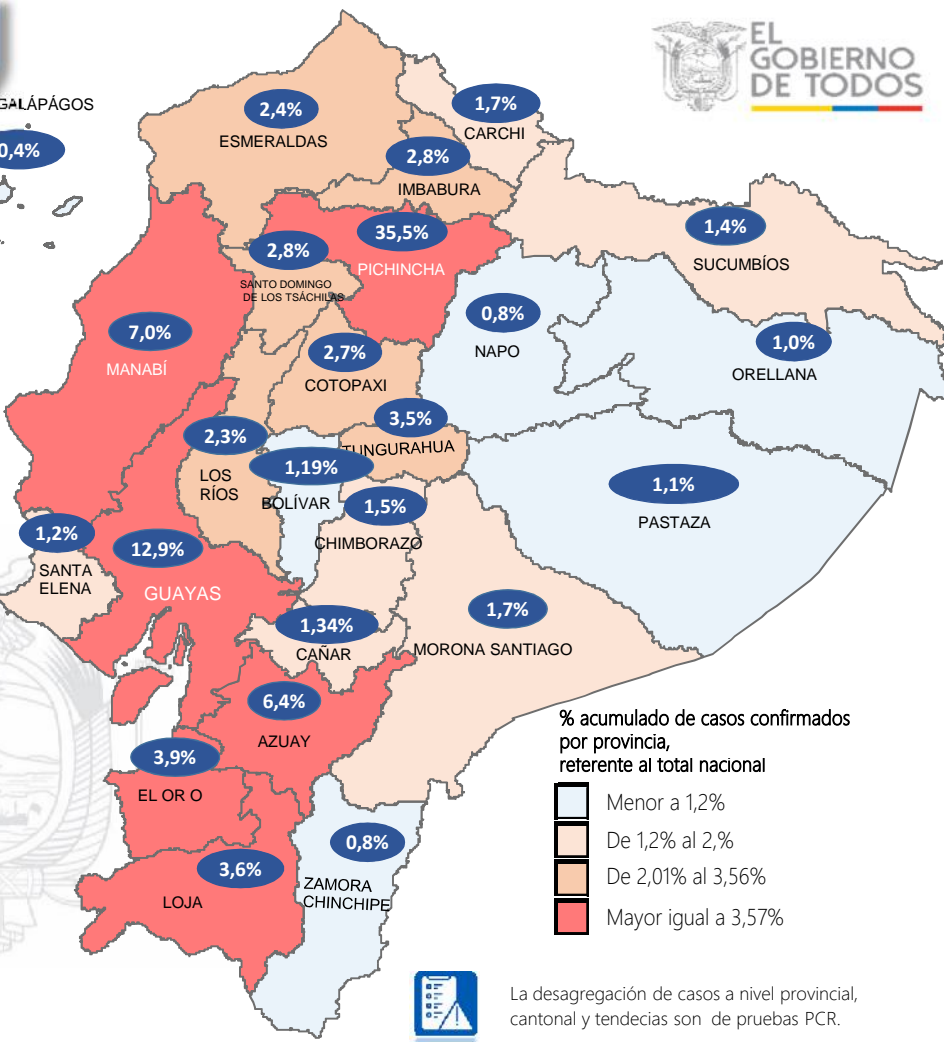 EL
GOBIERNO
DE TODOS
GALÁPÁGOS
0,4%
2,4%
ESMERALDAS
1,7%
CARCHI
2,8%
IMBABURA
35,5%
PICHINCHA
2,8%
SANTO DOMINGO
DE LOS TSÁCHILAS
1,4%
SUCUMBÍOS
7,0%
MANABÍ
0,8%
NAPO
1,0%
ORELLANA
2,7%
COTOPAXI
3,5%
TUNGURAHUA
2,3%
LOS
RÍOS
1,19%
BOLÍVAR
1,1%
PASTAZA
1,5%
CHIMBORAZO
1,2%
SANTA
ELENA
12,9%
GUAYAS
1,34%
CAÑAR
1,7%
MORONA SANTIAGO
6,4%
AZUAY
3,9%
EL OR O
3,6%
LOJA
0,8%
ZAMORA
CHINCHIPE
% acumulado de casos confirmados
por provincia,
referente al total nacional
Menor a 1,2%
De 1,2% al 2,%
De 2,01% al 3,56%
Mayor igual a 3,57%
La desagregación de casos a nivel provincial,
cantonal y tendecias son de pruebas PCR.